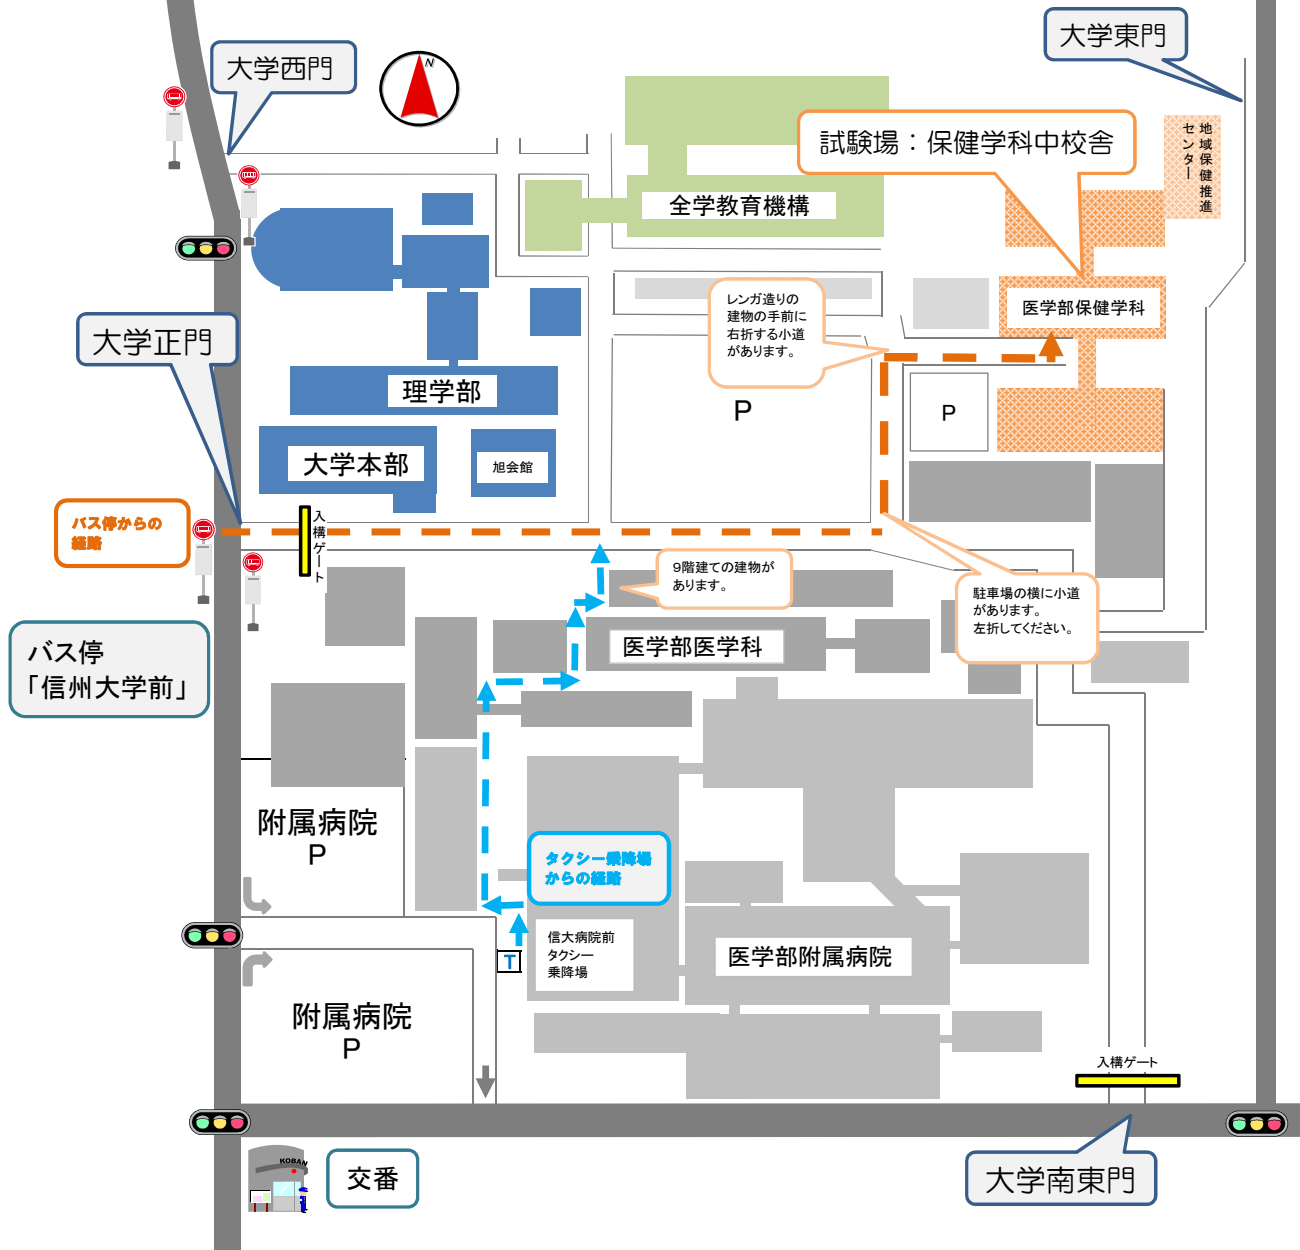 大学東門
大学西門
N
試験場：保健学科中校舎
地域保健推進
センター
全学教育機構
レンガ造りの
建物の手前に
右折する小道
があります。
医学部保健学科
大学正門
理学部
P
P
大学本部
旭会館
バス停からの
経路
入構ゲート
9階建ての建物が
あります。
駐車場の横に小道
があります。
左折してください。
バス停
「信州大学前」
医学部医学科
附属病院
P
タクシー乗降場
からの経路
信大病院前
タクシー
乗降場
T
医学部附属病院
附属病院
P
入構ゲート
KOBAN
交番
大学南東門